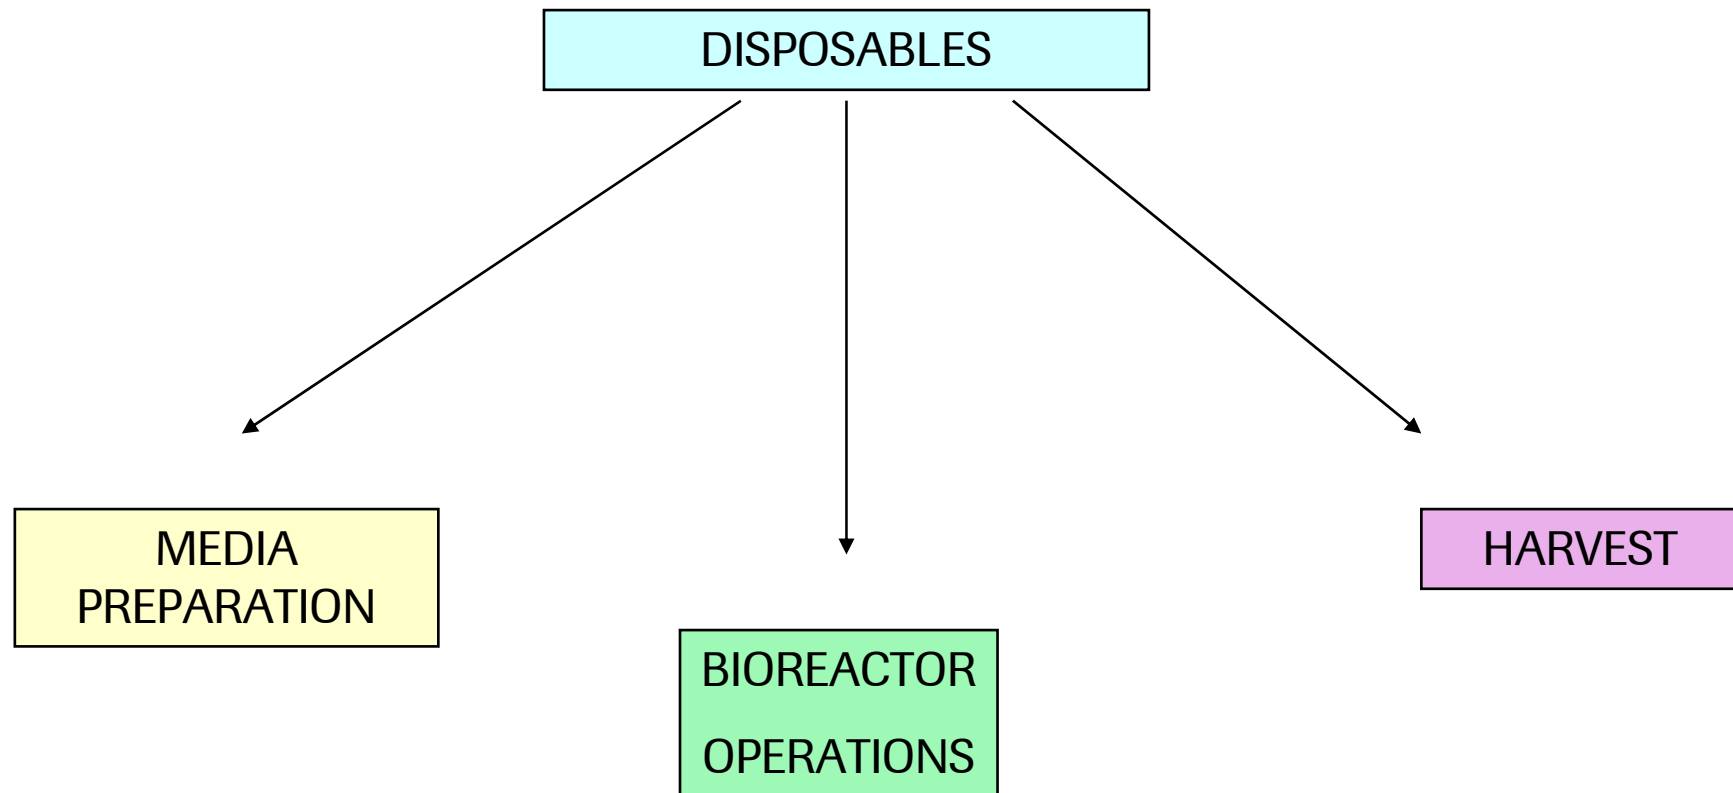 DISPOSABLES
MEDIA
PREPARATION
HARVEST
BIOREACTOR
OPERATIONS